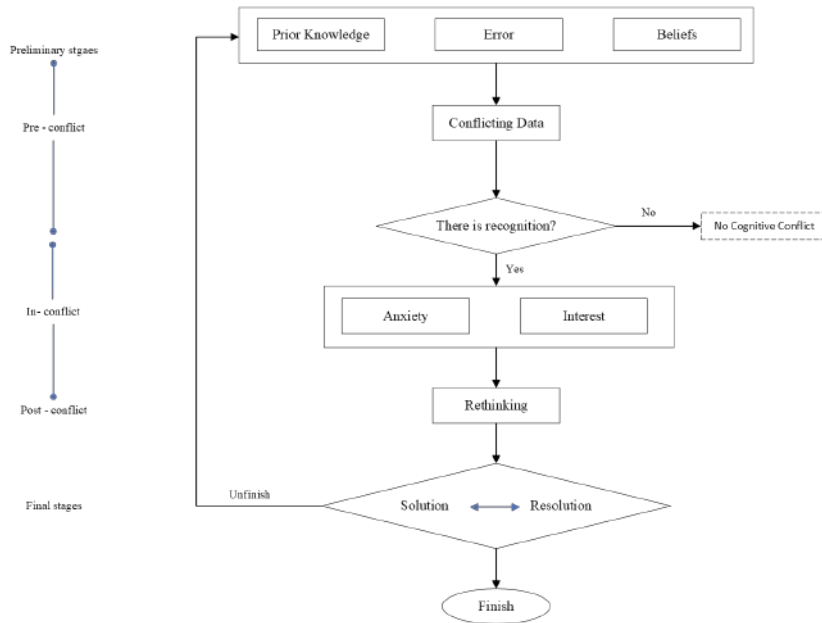 Prior Knowledge
Error
Beliefs
Preliminary stgaes
Pre - conflict
Conflicting Data
There is recognition?
No
No Cognitive Conflict
Yes
In- conflict
Anxiety
Interest
Post - conflict
Rethinking
Unfinish
Final stages
Solution
Resolution
Finish